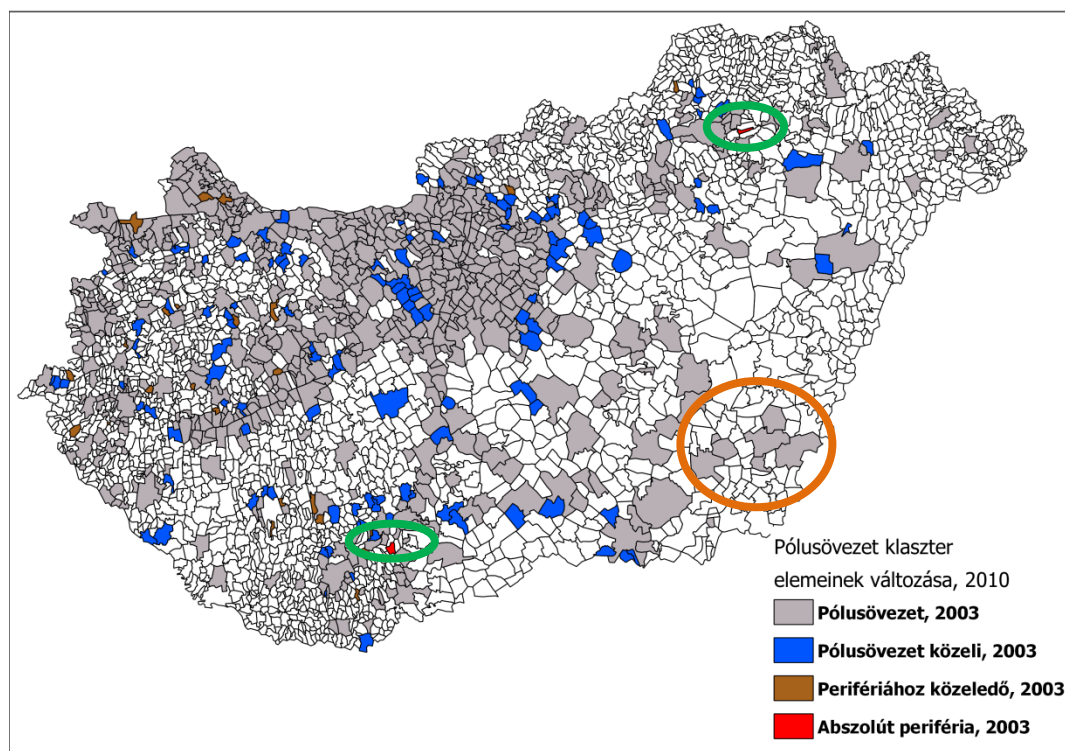 Pólusövezet klaszter
elemeinek változása, 2010
Pólusövezet, 2003
Pólusövezet közeli, 2003
Perifériához közeledő, 2003
Abszolút periféria, 2003